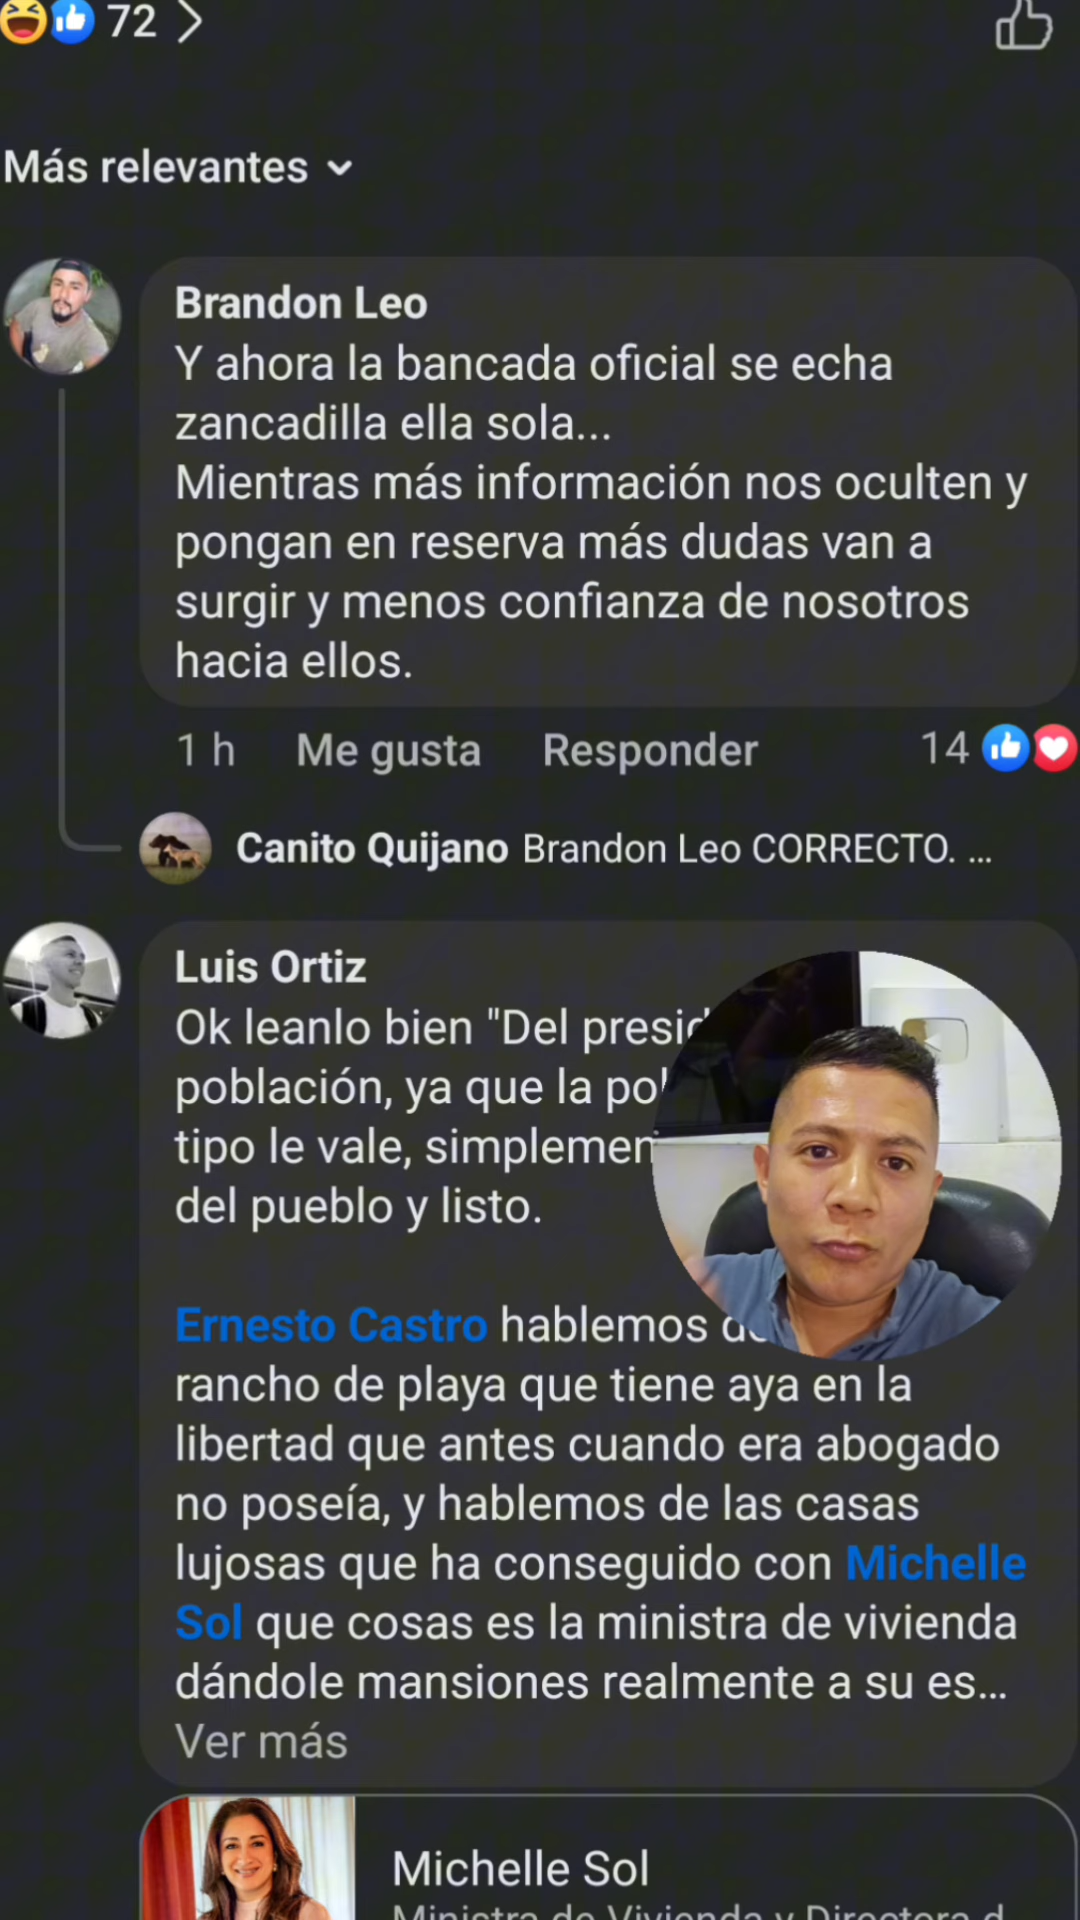 72
Más relevantes
Brandon Leo
Y ahora la bancada oficial se echa
zancadilla ella sola...
Mientras más información nos oculten y
pongan en reserva más dudas van a
surgir y menos confianza de nosotros
hacia ellos.
1 h Me gusta Responder 14
Canito Quijano Brandon Leo CORRECTO. ...
Luis Ortiz
Ok leanlo bien "Del
población, ya que la
tipo le vale,
del pueblo y listo.
Ernesto Castro hablemos
rancho de playa que tiene aya en la
libertad que antes cuando era abogado
no poseía, y hablemos de las casas
lujosas que ha conseguido con Michelle
Sol que cosas es la ministra de vivienda
dándole mansiones realmente a su es...
Ver más
Michelle Sol
Ministra de Vivienda y Directora d